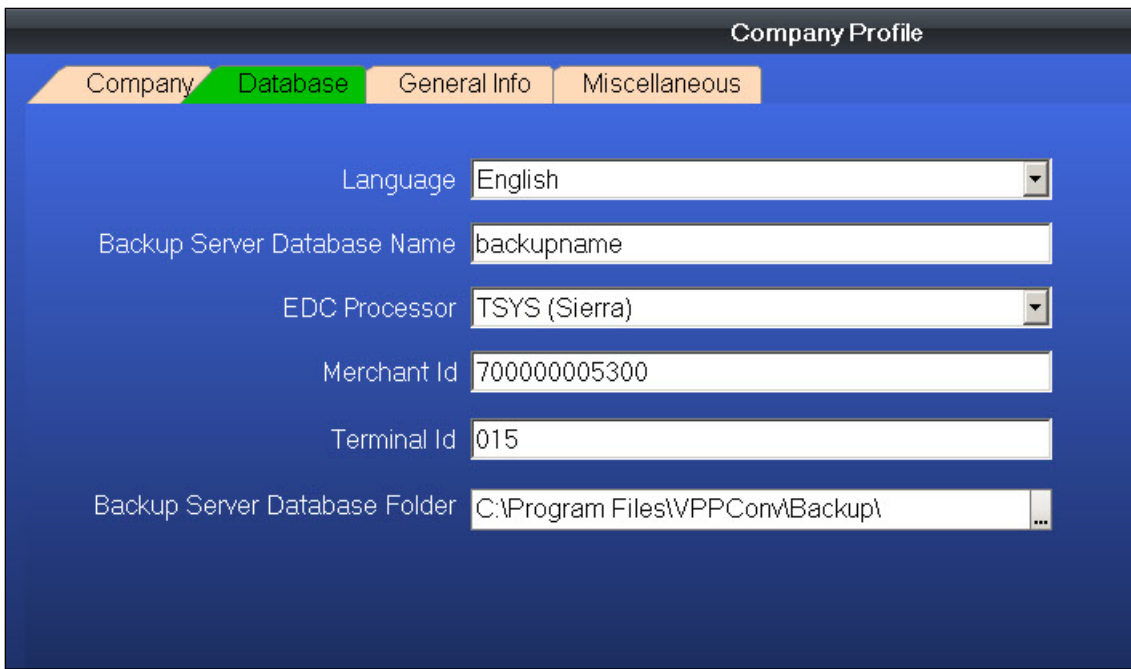 Company Profile
Company Database General Info Miscellaneous
Language English
Backup Server Database Name backupname
EDC Processor TSYS (Sierra)
Merchant Id 700000005300
Terminal Id 015
Backup Server Database Folder C:\Program Files\VPPConv\Backup\ ...